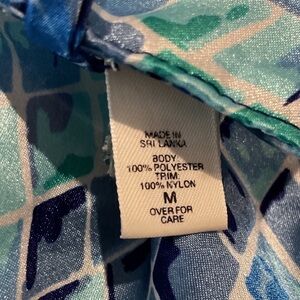 MADE IN
SRI LANKA
BODY:
100% POLYESTER
TRIM:
100% NYLON
M
OVER FOR
CARE